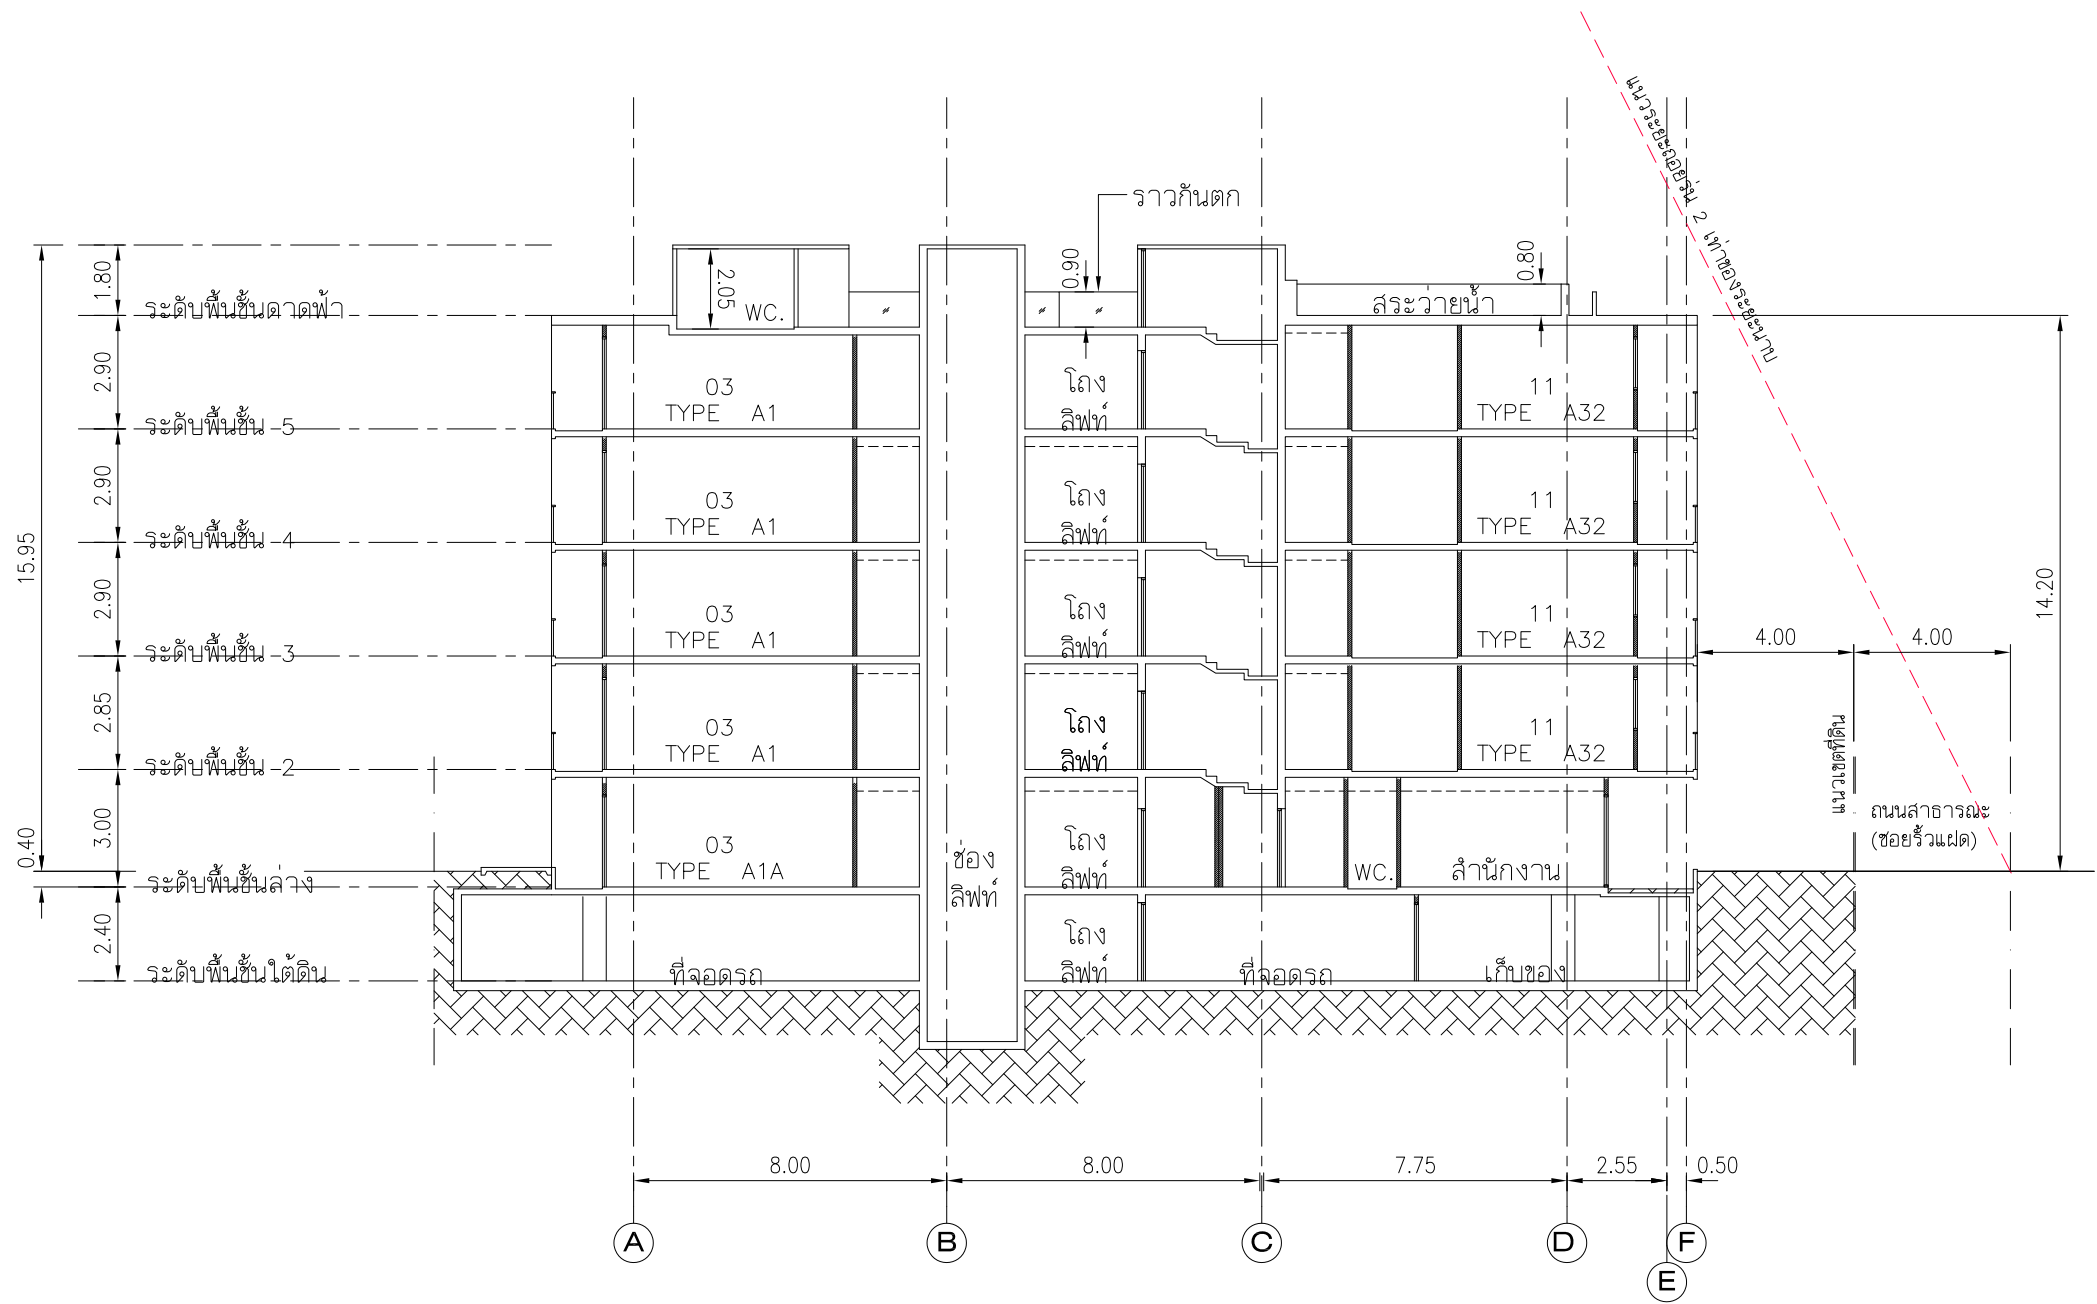 แนวระยะถอยร่น 2 เท่าของระยะนาบ
ราวกันตก
1.80
ระดับพื้นชั้นดาดฟ้า
2.05
WC.
0.90
0.80
สระว่ายน้ำ
2.90
03
TYPE A1
โถง
ลิฟท์
11
TYPE A32
ระดับพื้นชั้น 5
2.90
03
TYPE A1
โถง
ลิฟท์
11
TYPE A32
ระดับพื้นชั้น 4
15.95
2.90
03
TYPE A1
โถง
ลิฟท์
11
TYPE A32
14.20
4.00
4.00
ระดับพื้นชั้น 3
2.85
03
TYPE A1
โถง
ลิฟท์
11
TYPE A32
แนวเขตที่ดิน
ระดับพื้นชั้น 2
3.00
0.40
03
TYPE A1A
ช่อง
ลิฟท์
โถง
ลิฟท์
WC.
สำนักงาน
ถนนสาธารณะ
(ซอยรั้วแฝด)
ระดับพื้นชั้นล่าง
2.40
โถง
ลิฟท์
ระดับพื้นชั้นใต้ดิน
ที่จอดรถ
ที่จอดรถ
เก็บของ
8.00
8.00
7.75
2.55
0.50
A
B
C
D
F
E